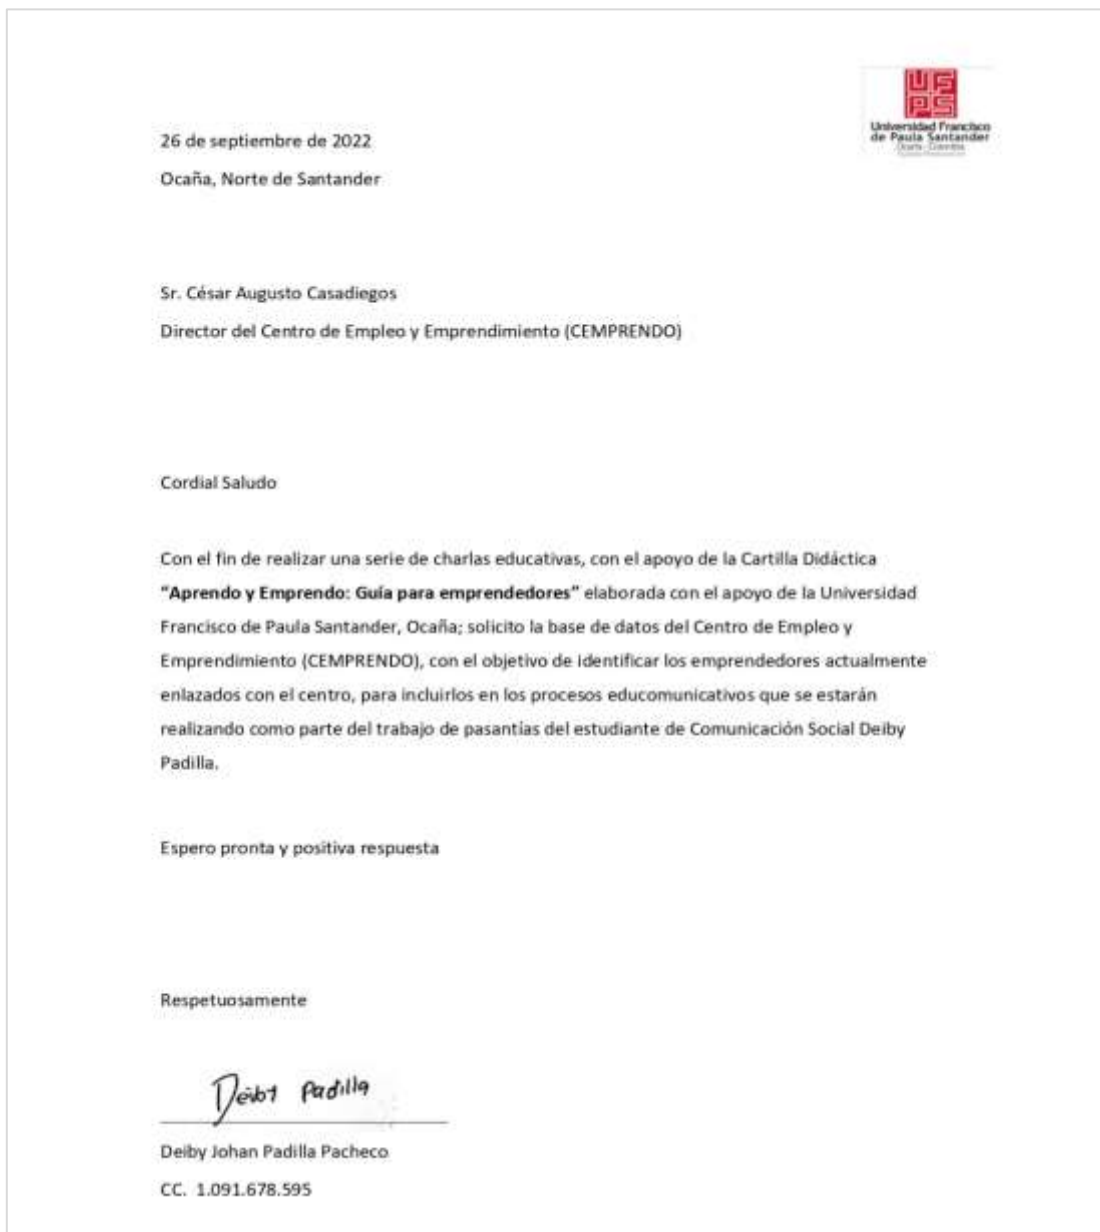 UFPS
Universidad Francisco
de Paula Santander
Ocaña - Colombia
26 de septiembre de 2022
Ocaña, Norte de Santander
Sr. César Augusto Casadiegos
Director del Centro de Empleo y Emprendimiento (CEMPRENDO)
Cordial Saludo
Con el fin de realizar una serie de charlas educativas, con el apoyo de la Cartilla Didáctica
"Aprendo y Emprendo: Guía para emprendedores" elaborada con el apoyo de la Universidad
Francisco de Paula Santander, Ocaña; solicito la base de datos del Centro de Empleo y
Emprendimiento (CEMPRENDO), con el objetivo de identificar los emprendedores actualmente
enlazados con el centro, para incluirlos en los procesos educomunicativos que se estarán
realizando como parte del trabajo de pasantías del estudiante de Comunicación Social Deiby
Padilla.
Espero pronta y positiva respuesta
Respetuosamente
Deiby Padilla
Deiby Johan Padilla Pacheco
CC. 1.091.678.595